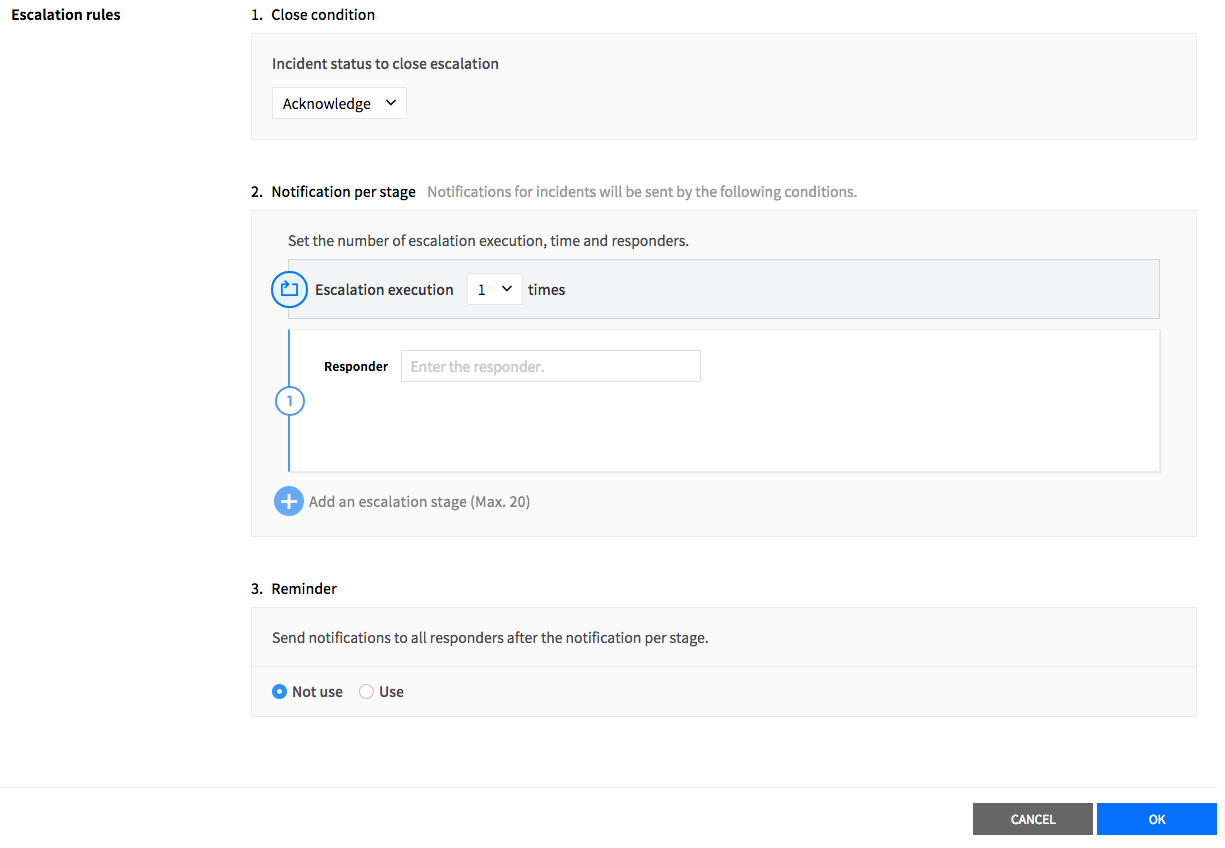 Escalation rules
1. Close condition
Incident status to close escalation
Acknowledge
2. Notification per stage Notifications for incidents will be sent by the following conditions.
Set the number of escalation execution, time and responders.
Escalation execution 1 times
Responder Enter the responder.
1
Add an escalation stage (Max. 20)
3. Reminder
Send notifications to all responders after the notification per stage.
Not use Use
CANCEL OK